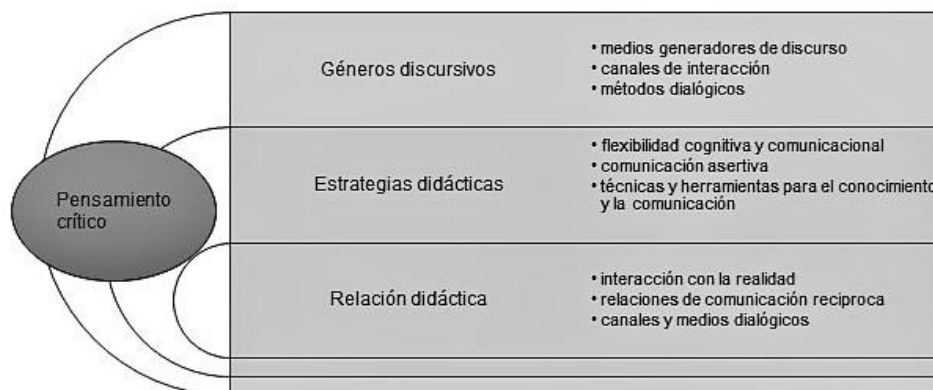 Géneros discursivos
• medios generadores de discurso
• canales de interacción
• métodos dialógicos
Pensamiento
crítico
Estrategias didácticas
• flexibilidad cognitiva y comunicacional
• comunicación asertiva
• técnicas y herramientas para el conocimiento
y la comunicación
Relación didáctica
• interacción con la realidad
• relaciones de comunicación reciproca
• canales y medios dialógicos